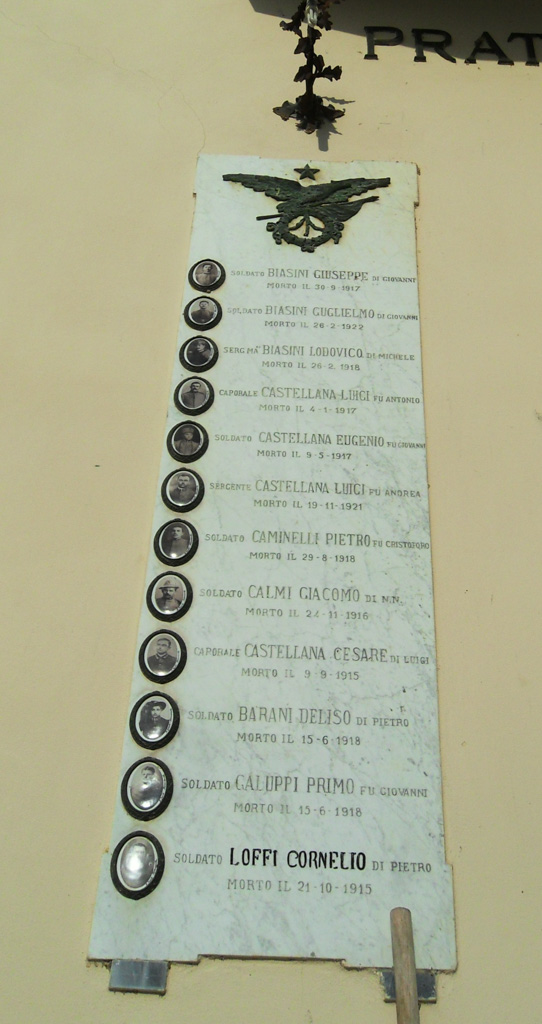 PRAT
SOLDATO BIASINI GIUSEPPE DI GIOVANNI
MORTO IL 30-9-1917
SOLDATO BIASINI GUGLIELMO DI GIOVANNI
MORTO IL 26-2-1922
SERG MA BIASINI LODOVICO DI MICHELE
MORTO IL 26-2-1918
CAPORALE CASTELLANA LUIGI FU ANTONIO
MORTO IL 4-1-1917
SOLDATO CASTELLANA EUGENIO FU GIOVANNI
MORTO IL 9-5-1917
SERGENTE CASTELLANA LUIGI FU ANDREA
MORTO IL 19-11-1921
SOLDATO CAMINELLI PIETRO FU CRISTOFORO
MORTO IL 29-8-1918
SOLDATO CALMI GIACOMO DI N.N.
MORTO IL 24-11-1916
CAPORALE CASTELLANA CESARE DI LUIGI
MORTO IL 9-9-1915
SOLDATO BARANI DELISO DI PIETRO
MORTO IL 15-6-1918
SOLDATO GALUPPI PRIMO FU GIOVANNI
MORTO IL 15-6-1918
SOLDATO LOFFI CORNELIO DI PIETRO
MORTO IL 21-10-1915